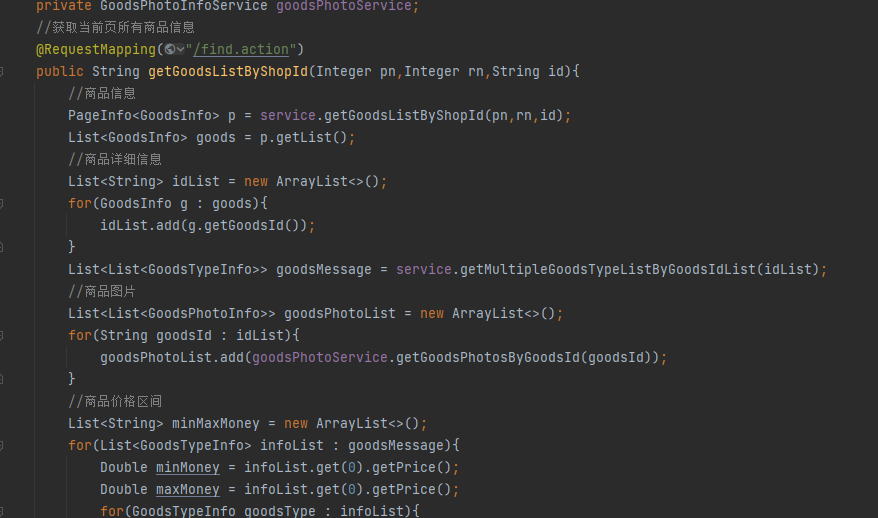 private GoodsPhotoInfoService goodsPhotoService;
//获取当前页所有商品信息
@RequestMapping("/find.action")
public String getGoodsListByShopId(Integer pn,Integer rn,String id){
//商品信息
PageInfo<GoodsInfo> p = service.getGoodsListByShopId(pn,rn,id);
List<GoodsInfo> goods = p.getList();
//商品详细信息
List<String> idList = new ArrayList<>();
for(GoodsInfo g : goods){
idList.add(g.getGoodsId());
}
List<List<GoodsTypeInfo>> goodsMessage = service.getMultipleGoodsTypeListByGoodsIdList(idList);
//商品图片
List<List<GoodsPhotoInfo>> goodsPhotoList = new ArrayList<>();
for(String goodsId : idList){
goodsPhotoList.add(goodsPhotoService.getGoodsPhotosByGoodsId(goodsId));
}
//商品价格区间
List<String> minMaxMoney = new ArrayList<>();
for(List<GoodsTypeInfo> infoList : goodsMessage){
Double minMoney = infoList.get(0).getPrice();
Double maxMoney = infoList.get(0).getPrice();
for(GoodsTypeInfo goodsType : infoList){